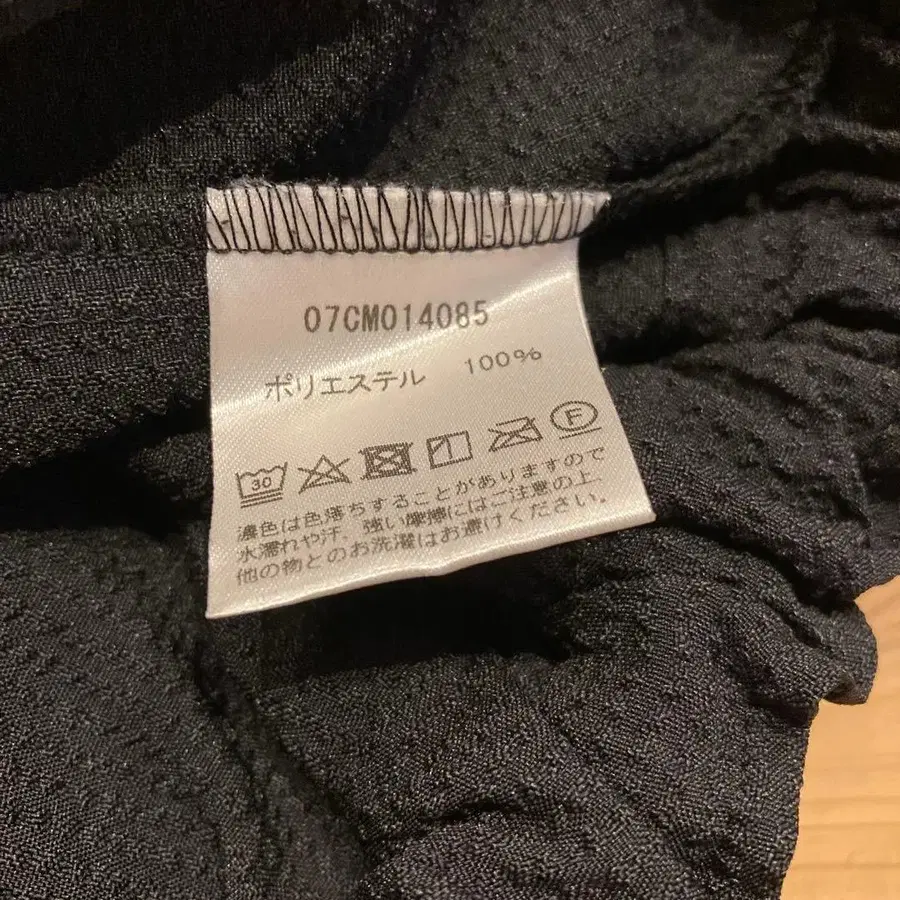 07CM014085
ポリエステル 100%
30 F
濃色は色落ちすることがありますので
水濡れや汗、強い摩擦にはご注意の上、
他の物とのお洗濯はお避けください。